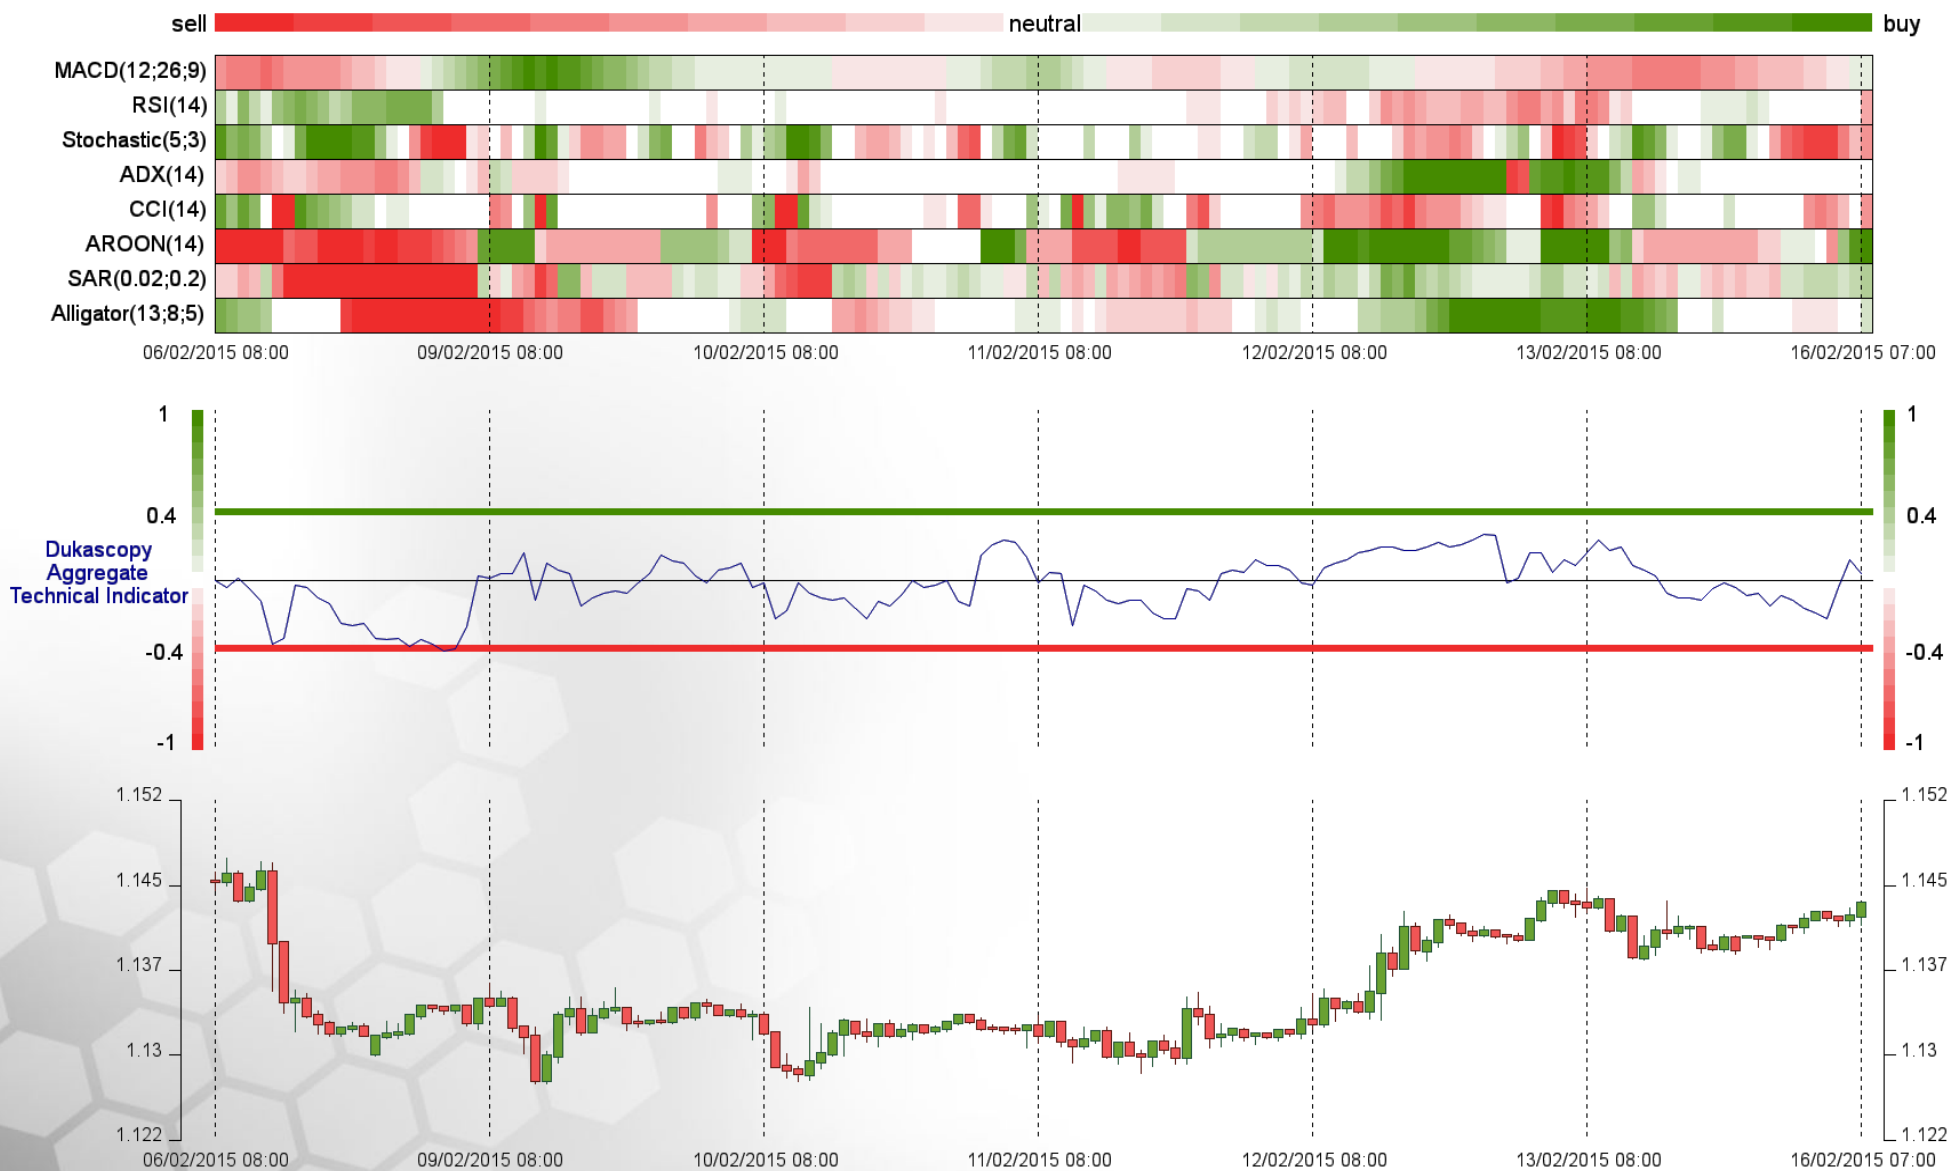 sell neutral buy
MACD(12;26;9)
RSI(14)
Stochastic(5;3)
ADX(14)
CCI(14)
AROON(14)
SAR(0.02;0.2)
Alligator(13;8;5)
06/02/2015 08:00 09/02/2015 08:00 10/02/2015 08:00 11/02/2015 08:00 12/02/2015 08:00 13/02/2015 08:00 16/02/2015 07:00
1 1
0.4 0.4
Dukascopy
Aggregate
Technical Indicator
-0.4 -0.4
-1 -1
1.152 1.152
1.145 1.145
1.137 1.137
1.13 1.13
1.122 1.122
06/02/2015 08:00 09/02/2015 08:00 10/02/2015 08:00 11/02/2015 08:00 12/02/2015 08:00 13/02/2015 08:00 16/02/2015 07:00